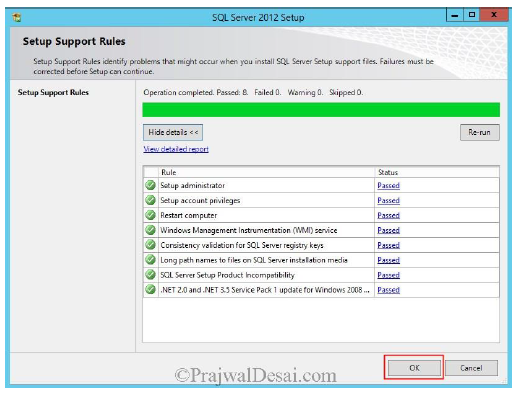 SQL Server 2012 Setup
Setup Support Rules
Setup Support Rules identify problems that might occur when you install SQL Server Setup support files. Failures must be
corrected before Setup can continue.
Setup Support Rules
Operation completed. Passed: 8. Failed 0. Warning 0. Skipped 0.
Hide details <<
Re-run
View detailed report
Rule Status
Setup administrator Passed
Setup account privileges Passed
Restart computer Passed
Windows Management Instrumentation (WMI) service Passed
Consistency validation for SQL Server registry keys Passed
Long path names to files on SQL Server installation media Passed
SQL Server Setup Product Incompatibility Passed
.NET 2.0 and .NET 3.5 Service Pack 1 update for Windows 2008 ... Passed
OK Cancel
©PrajwalDesai.com